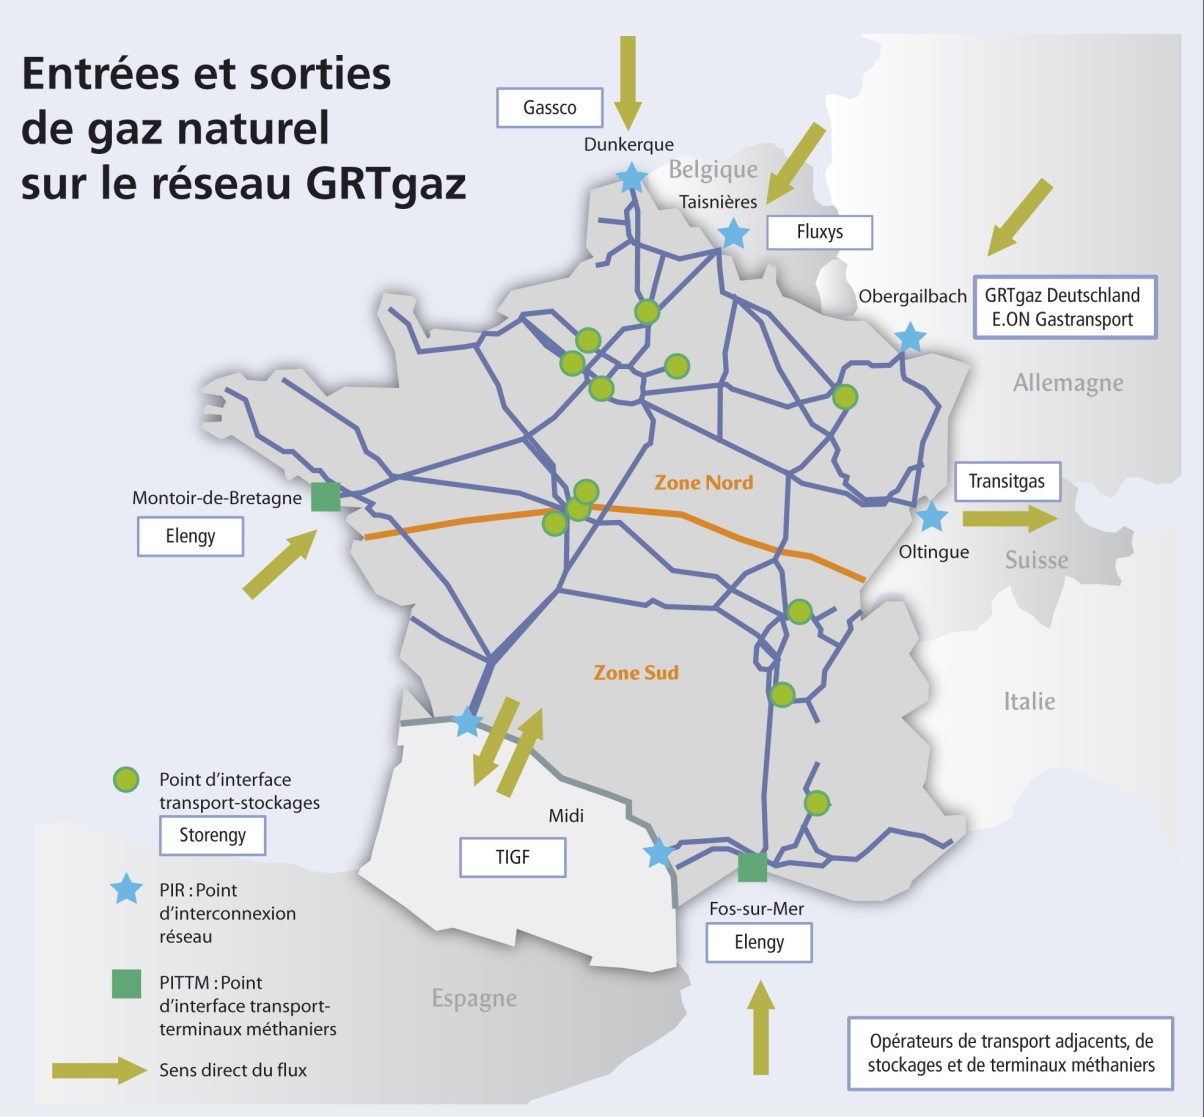 Entrées et sorties
de gaz naturel
sur le réseau GRTgaz
Gassco
Dunkerque
Belgique
Taisnières
Fluxys
Obergailbach
GRTgaz Deutschland
E.ON Gastransport
Allemagne
Zone Nord
Transitgas
Montoir-de-Bretagne
Elengy
Oltingue
Suisse
Zone Sud
Italie
Midi
TIGF
Point d'interface
transport-stockages
Storengy
PIR : Point
d'interconnexion
réseau
PITTM : Point
d'interface transport-
terminaux méthaniers
Sens direct du flux
Fos-sur-Mer
Elengy
Espagne
Opérateurs de transport adjacents, de
stockages et de terminaux méthaniers